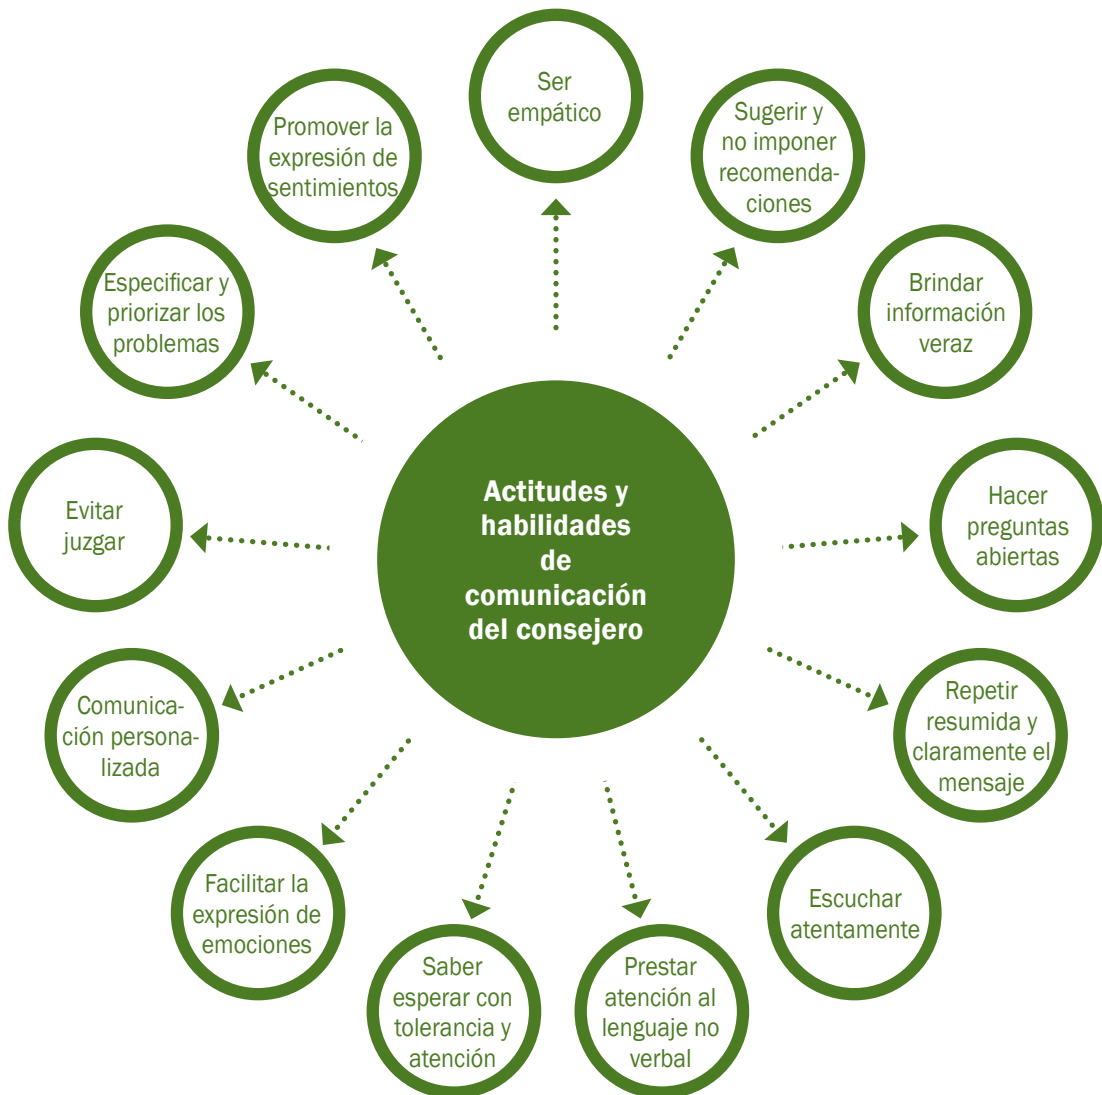 Ser
empático
Sugerir y
no imponer
recomenda-
ciones
Brindar
información
veraz
Hacer
preguntas
abiertas
Repetir
resumida y
claramente el
mensaje
Escuchar
atentamente
Prestar
atención al
lenguaje no
verbal
Saber
esperar con
tolerancia y
atención
Facilitar la
expresión de
emociones
Comunica-
ción persona-
lizada
Evitar
juzgar
Especificar y
priorizar los
problemas
Promover la
expresión de
sentimientos
Actitudes y
habilidades
de
comunicación
del consejero